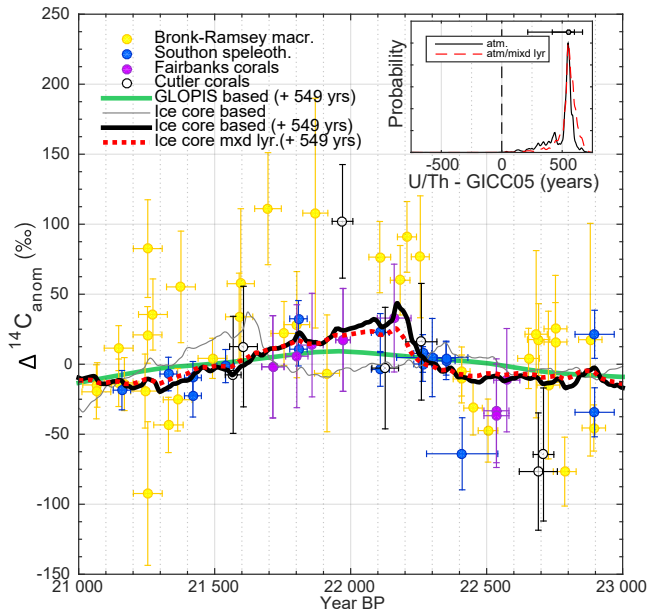 250
200
150
100
50
0
-50
-100
-150
Δ ¹⁴C anom (‰)
Bronk-Ramsey macr.
Southon speleoth.
Fairbanks corals
Cutler corals
GLOPIS based (+ 549 yrs)
Ice core based
Ice core based (+ 549 yrs)
Ice core mxd lyr.(+ 549 yrs)
atm.
atm/mixd lyr
Probability
-500 0 500
U/Th - GICC05 (years)
21 000 21 500 22 000 22 500 23 000
Year BP